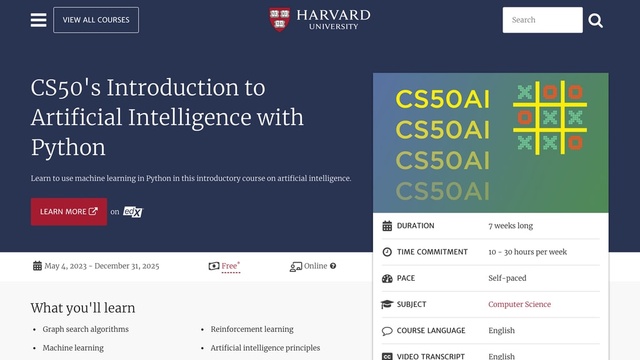 VIEW ALL COURSES
HARVARD
UNIVERSITY
Search
CS50's Introduction to
Artificial Intelligence with
Python
Learn to use machine learning in Python in this introductory course on artificial intelligence.
LEARN MORE
on edX
May 4, 2023 - December 31, 2025
Free*
Online
What you'll learn
Graph search algorithms
Reinforcement learning
Machine learning
Artificial intelligence principles
CS50AI
CS50AI
CS50AI
CS50AI
DURATION 7 weeks long
TIME COMMITMENT 10 - 30 hours per week
PACE Self-paced
SUBJECT Computer Science
COURSE LANGUAGE English
CC VIDEO TRANSCRIPT English